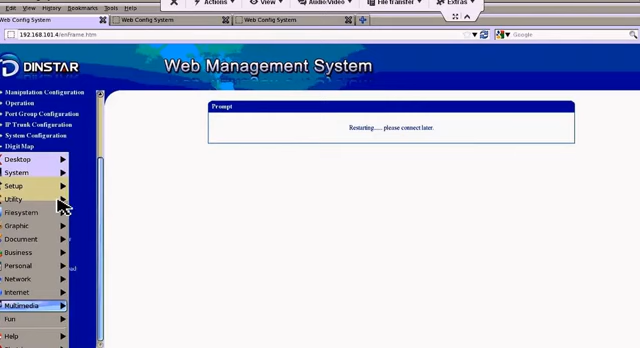 Actions View Audio/Video FileTransfer Extras
Edit View History Bookmarks Tools Help
Web Config System Web Config System Web Config System
192.168.101.4/enFrame.htm Google
DINSTAR Web Management System
Manipulation Configuration
Operation
Port Group Configuration
IP Trunk Configuration
System Configuration
Digit Map
Prompt
Restarting..... please connect later.
Desktop
System
Setup
Utility
Filesystem
Graphic
Document
Business
Personal
Network
Internet
Multimedia
Fun
Help